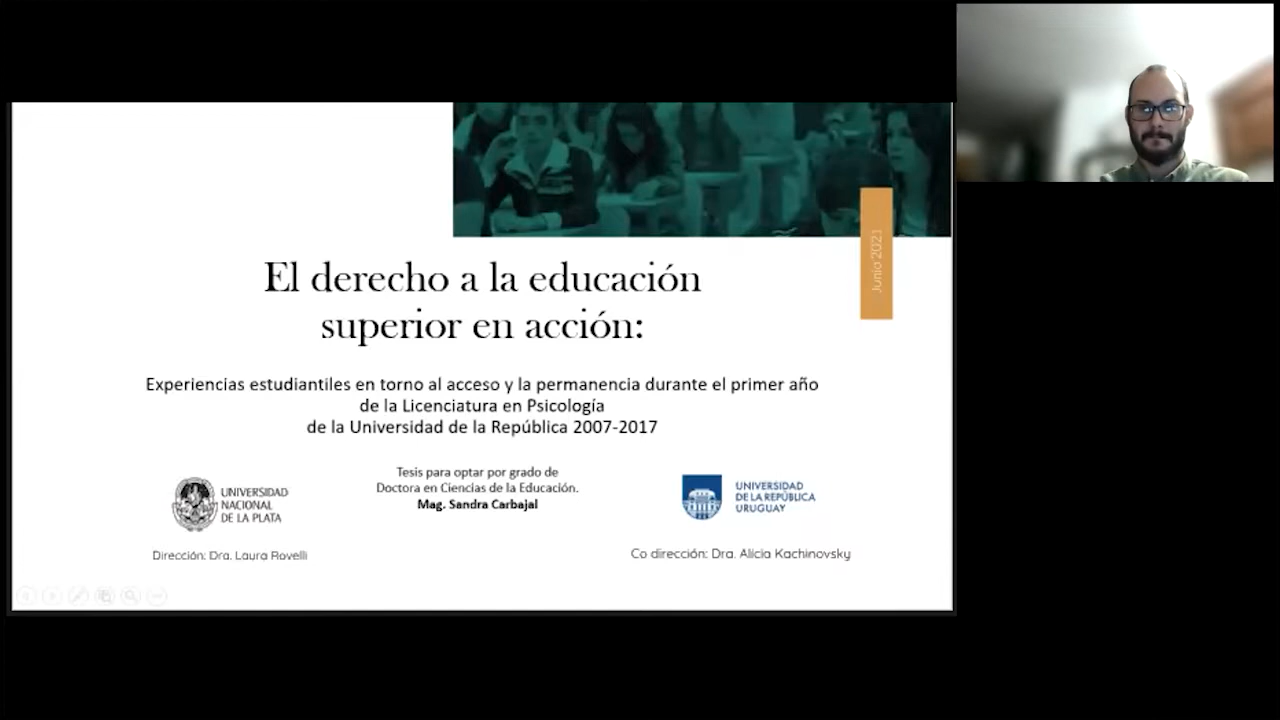 Junio 2021
El derecho a la educación
superior en acción:
Experiencias estudiantiles en torno al acceso y la permanencia durante el primer año
de la Licenciatura en Psicología
de la Universidad de la República 2007-2017
Tesis para optar por grado de
Doctora en Ciencias de la Educación.
Mag. Sandra Carbajal
UNIVERSIDAD
NACIONAL
DE LA PLATA
UNIVERSIDAD
DE LA REPÚBLICA
URUGUAY
Dirección: Dra. Laura Rovelli
Co dirección: Dra. Alicia Kachinovsky